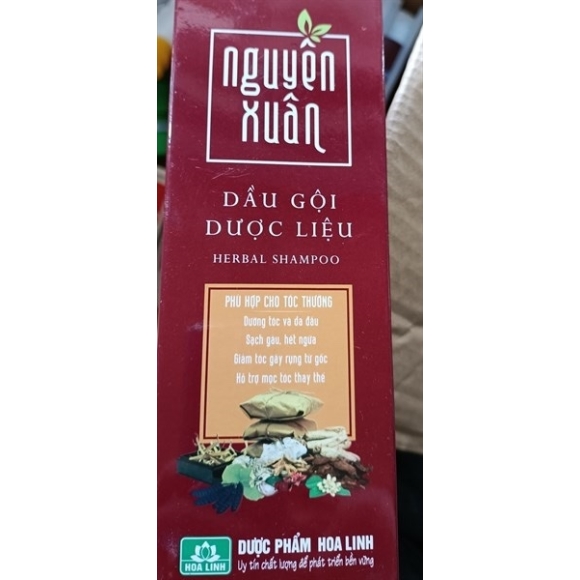 nguyên
xuân
DẦU GỘI
DƯỢC LIỆU
HERBAL SHAMPOO
PHÙ HỢP CHO TÓC THƯỜNG
Dưỡng tóc và da đầu
Sạch gàu, hết ngứa
Giảm tóc gãy rụng từ gốc
Hỗ trợ mọc tóc thay thế
HOA LINH
DƯỢC PHẨM HOA LINH
Uy tín chất lượng để phát triển bền vững